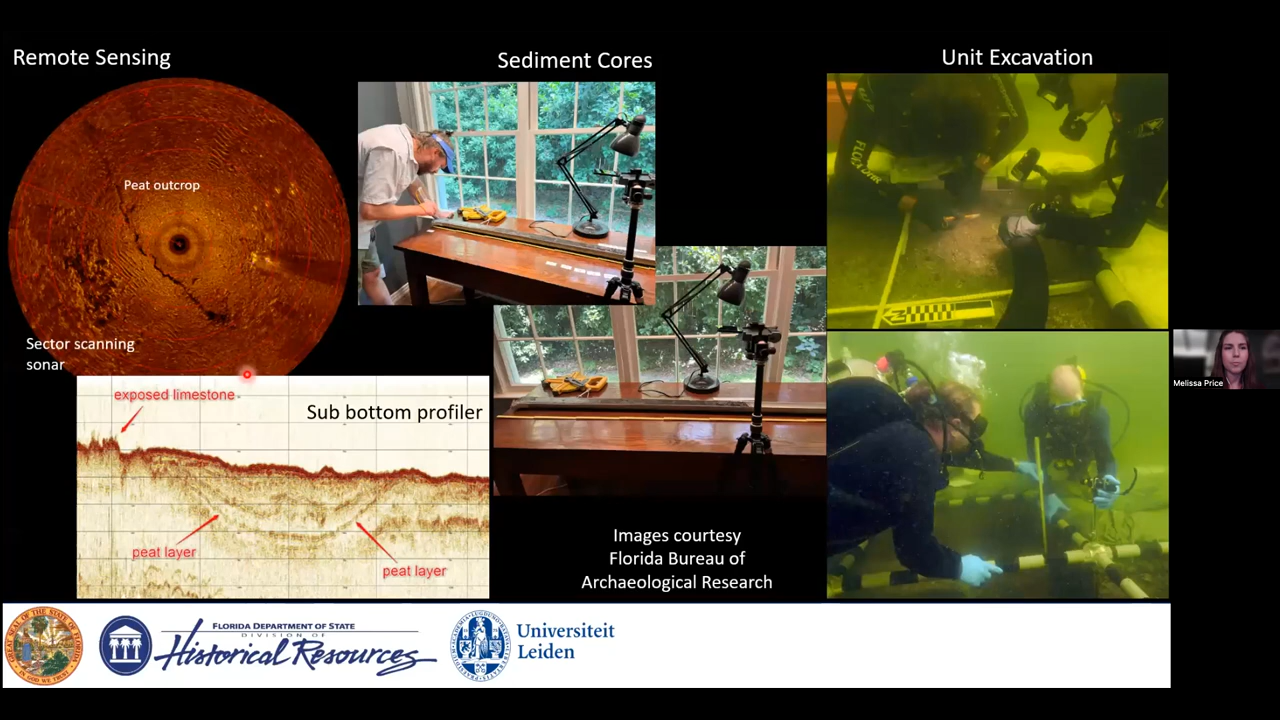 Remote Sensing
Peat outcrop
Sector scanning
sonar
exposed limestone
Sub bottom profiler
peat layer
peat layer
Sediment Cores
Images courtesy
Florida Bureau of
Archaeological Research
Unit Excavation
Melissa Price
FLORIDA DEPARTMENT OF STATE
DIVISION OF
Historical Resources
Universiteit
Leiden